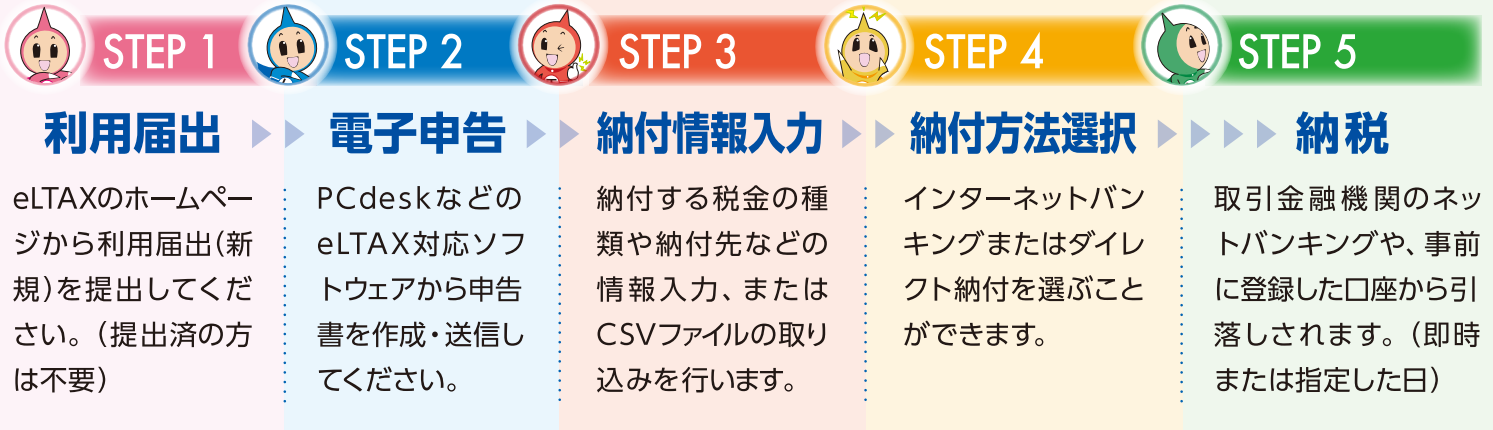 STEP 1
利用届出
eLTAXのホームペー
ジから利用届出(新
規)を提出してくだ
さい。(提出済の方
は不要)
STEP 2
電子申告
PCdeskなどの
eLTAX対応ソフ
トウェアから申告
書を作成・送信し
てください。
STEP 3
納付情報入力
納付する税金の種
類や納付先などの
情報入力、または
CSVファイルの取り
込みを行います。
STEP 4
納付方法選択
インターネットバン
キングまたはダイレ
クト納付を選ぶこと
ができます。
STEP 5
納税
取引金融機関のネッ
トバンキングや、事前
に登録した口座から引
落しされます。(即時
または指定した日)